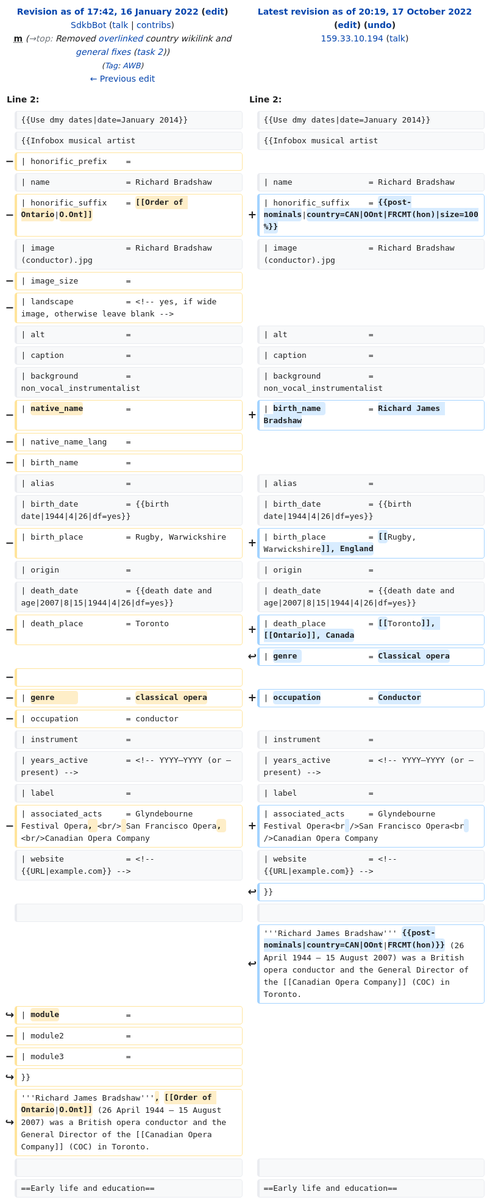 Revision as of 17:42, 16 January 2022 (edit)
SdkbBot (talk | contribs)
m (→top: Removed overlinked country wikilink and
general fixes (task 2))
(Tag: AWB)
← Previous edit
Latest revision as of 20:19, 17 October 2022
(edit) (undo)
159.33.10.194 (talk)
Line 2:
Line 2:
{{Use dmy dates|date=January 2014}}
{{Use dmy dates|date=January 2014}}
{{Infobox musical artist
{{Infobox musical artist
− | honorific_prefix =
| name = Richard Bradshaw
| name = Richard Bradshaw
− | honorific_suffix = [[Order of
Ontario|O.Ont]]
+ | honorific_suffix = {{post-
nominals|country=CAN|OOnt|FRCMT(hon)|size=100
%}}
| image = Richard Bradshaw
(conductor).jpg
| image = Richard Bradshaw
(conductor).jpg
− | image_size =
− | landscape = <!-- yes, if wide
image, otherwise leave blank -->
| alt =
| alt =
| caption =
| caption =
| background =
non_vocal_instrumentalist
| background =
non_vocal_instrumentalist
− | native_name =
+ | birth_name = Richard James
Bradshaw
− | native_name_lang =
− | birth_name =
| alias =
| alias =
| birth_date = {{birth
date|1944|4|26|df=yes}}
| birth_date = {{birth
date|1944|4|26|df=yes}}
− | birth_place = Rugby, Warwickshire
+ | birth_place = [[Rugby,
Warwickshire]], England
| origin =
| origin =
| death_date = {{death date and
age|2007|8|15|1944|4|26|df=yes}}
| death_date = {{death date and
age|2007|8|15|1944|4|26|df=yes}}
− | death_place = Toronto
+ | death_place = [[Toronto]],
[[Ontario]], Canada
↩ | genre = Classical opera
−
− | genre = classical opera
+ | occupation = Conductor
− | occupation = conductor
| instrument =
| instrument =
| years_active = <!-- YYYY–YYYY (or –
present) -->
| years_active = <!-- YYYY–YYYY (or –
present) -->
| label =
| label =
− | associated_acts = Glyndebourne
Festival Opera, <br/> San Francisco Opera,
<br/>Canadian Opera Company
+ | associated_acts = Glyndebourne
Festival Opera<br />San Francisco Opera<br
/>Canadian Opera Company
| website = <!--
{{URL|example.com}} -->
| website = <!--
{{URL|example.com}} -->
↩ }}
↩ '''Richard James Bradshaw''' {{post-
nominals|country=CAN|OOnt|FRCMT(hon)}} (26
April 1944 – 15 August 2007) was a British
opera conductor and the General Director of
the [[Canadian Opera Company]] (COC) in
Toronto.
↪ | module =
− | module2 =
− | module3 =
↪ }}
↪ '''Richard James Bradshaw''', [[Order of
Ontario|O.Ont]] (26 April 1944 – 15 August
2007) was a British opera conductor and the
General Director of the [[Canadian Opera
Company]] (COC) in Toronto.
==Early life and education==
==Early life and education==